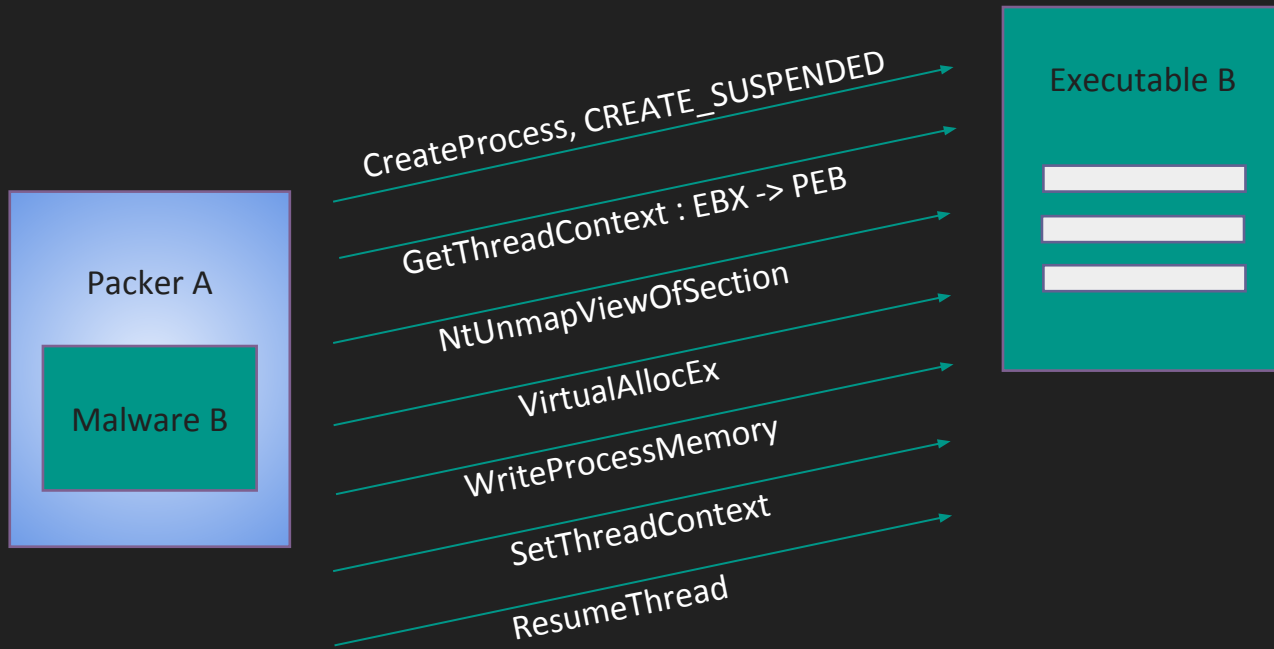 Packer A
Malware B
CreateProcess, CREATE_SUSPENDED
GetThreadContext : EBX -> PEB
NtUnmapViewOfSection
VirtualAllocEx
WriteProcessMemory
SetThreadContext
ResumeThread
Executable B